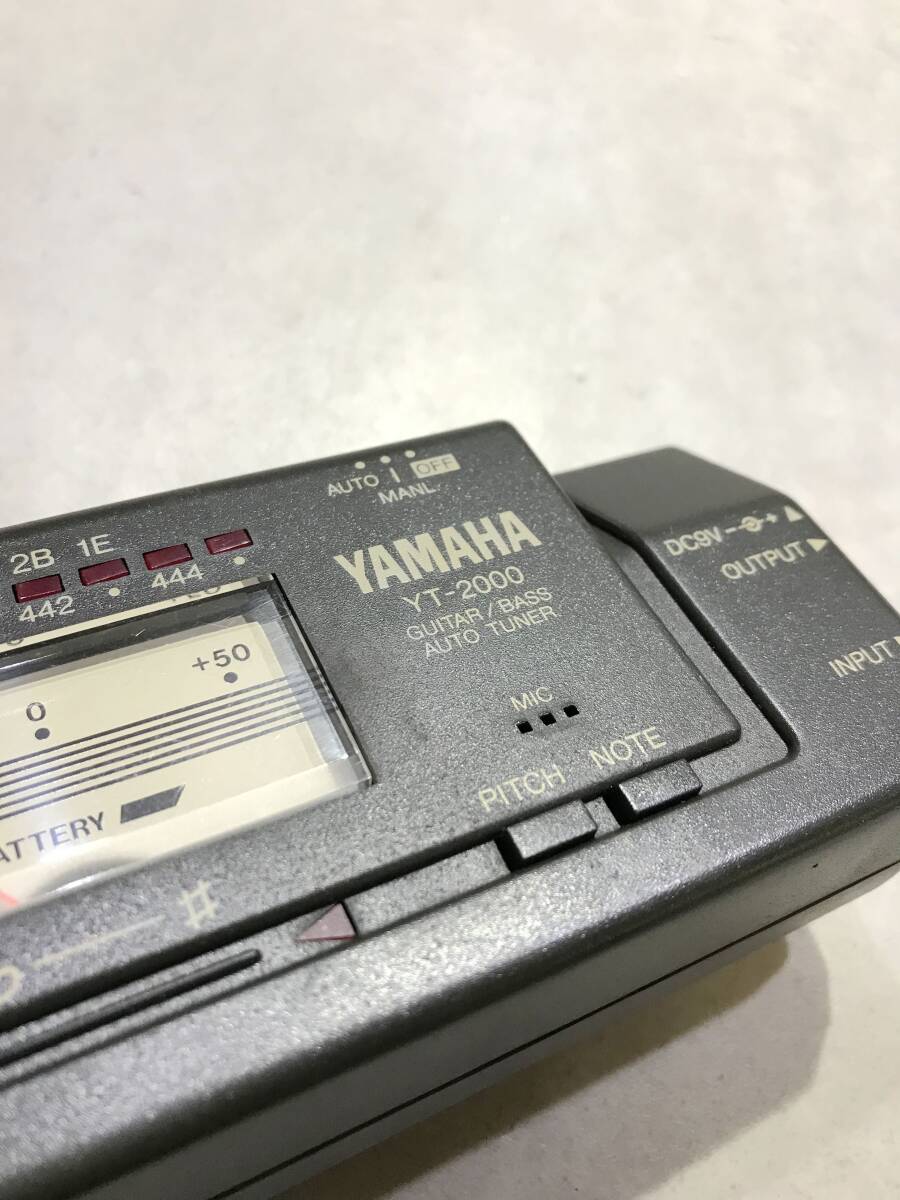 AUTO | OFF
MANL.
2B 1E
442 • 444 •
YAMAHA
YT-2000
GUITAR / BASS
AUTO TUNER
DC9V
OUTPUT
INPUT
+50
0
MIC
PITCH NOTE
ATTERY
♯